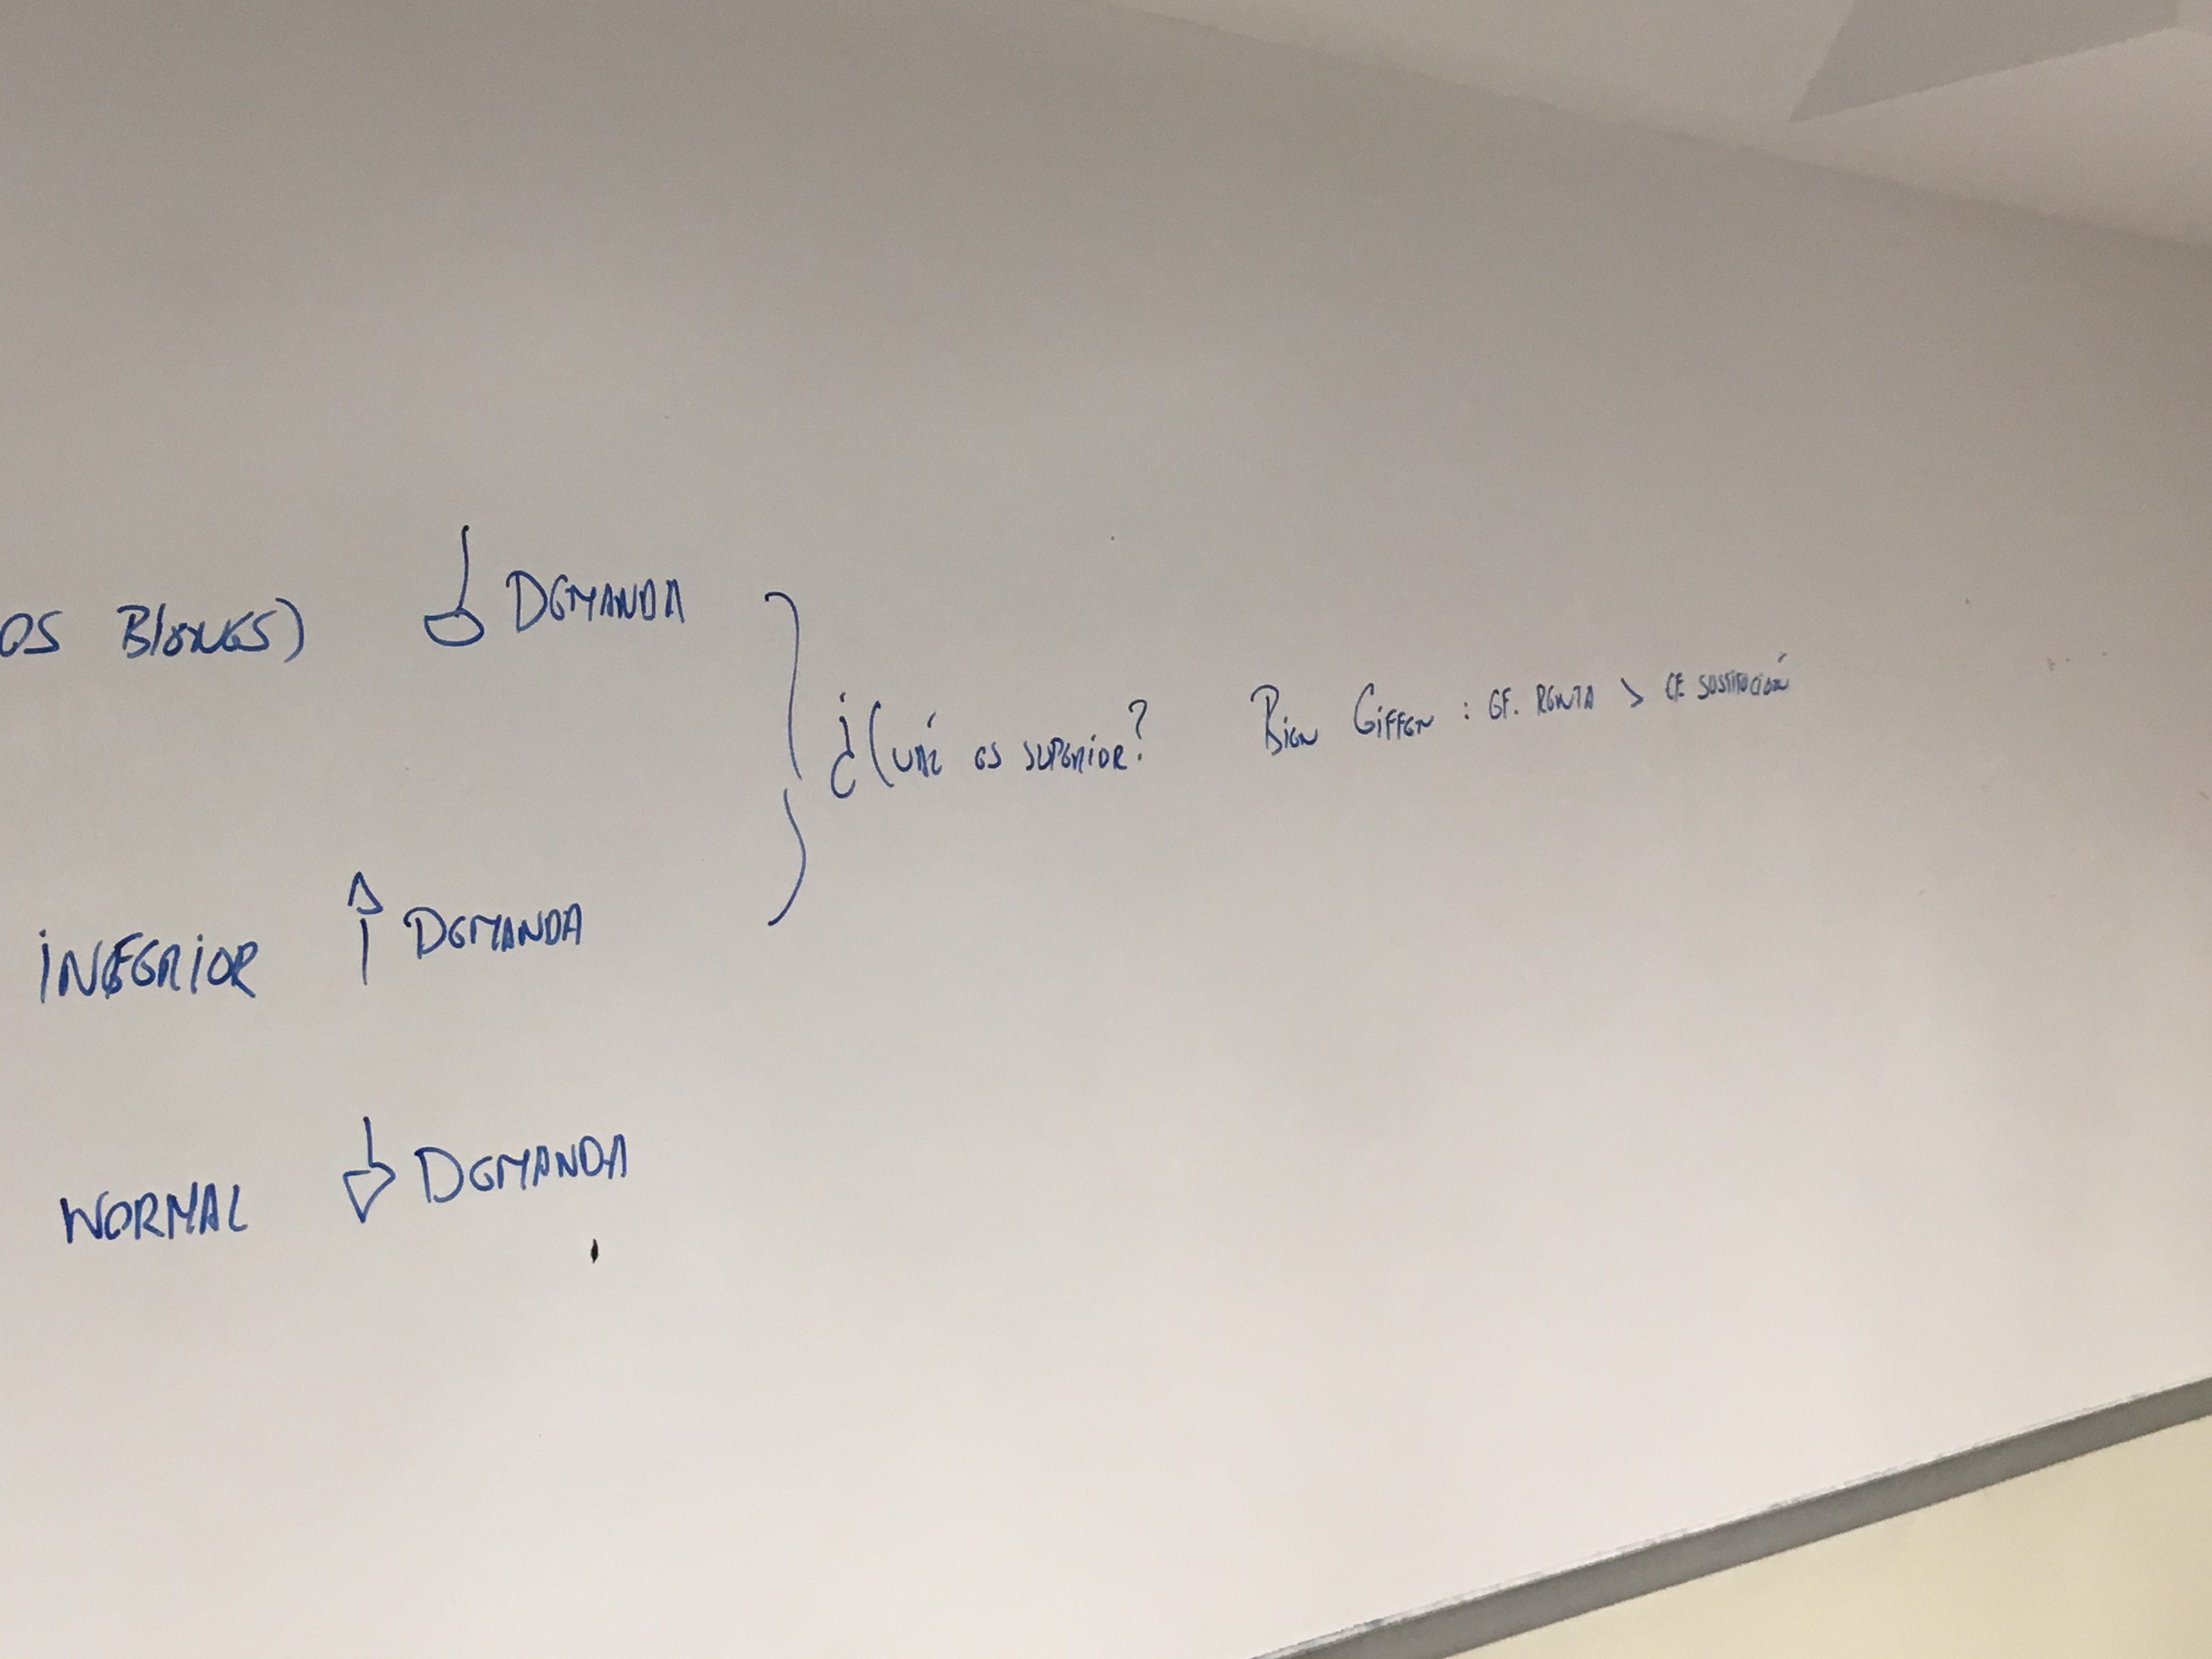 OS BIENES) ↓ DEMANDA
¿CUÁL ES SUPERIOR? BIEN GIFFEN : EF. RENTA > EF. SUSTITUCIÓN
INFERIOR ↑ DEMANDA
NORMAL ↓ DEMANDA